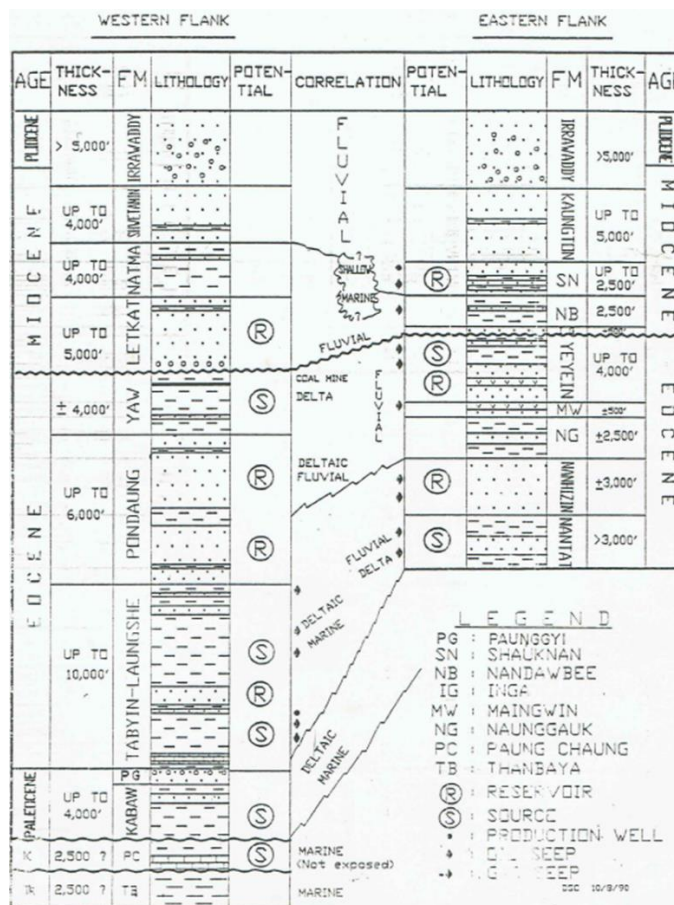 WESTERN FLANK
EASTERN FLANK
AGE THICK-NESS FM LITHOLOGY POTEN-TIAL CORRELATION POTEN-TIAL LITHOLOGY FM THICK-NESS AGE
PLIOCENE > 5,000' IRRAWADDY
FLUVIAL
IRRAWADDY >5,000' PLIOCENE
MIOCENE
UP TO 4,000'
KAUNGTON UP TO 5,000'
MIOCENE
UP TO 4,000' NATMA
? SHALLOW MARINE ?
R SN UP TO 2,500'
NB 2,500'
UP TO 5,000' LETKAT R
FLUVIAL
S
R
YEYEIN UP TO 4,000'
EOCENE
± 4,000' YAW S
COAL MINE
DELTA
FLUVIAL
MW ±500'
NG ±2,500'
EOCENE
UP TO 6,000' PONDAUNG R
R
DELTAIC
FLUVIAL
R NANHIZIN ±3,000'
FLUVIAL
DELTA
S NANTAT >3,000'
UP TO 10,000' TABYIN-LAUNGSHE S
R
S
DELTAIC
MARINE
DELTAIC
MARINE
PALEOCENE UP TO 4,000' PG
KABAW S
K 2,500 ? PC S MARINE
(Not exposed)
2,500 ? TB MARINE
LEGEND
PG : PAUNGGYI
SN : SHAUKNAN
NB : NANDAWBEE
IG : INGA
MW : MAINGWIN
NG : NAUNGGAUK
PC : PAUNG CHAUNG
TB : THANBAYA
R : RESERVOIR
S : SOURCE
: PRODUCTION WELL
: OIL SEEP
: GAS SEEP
10/8/90